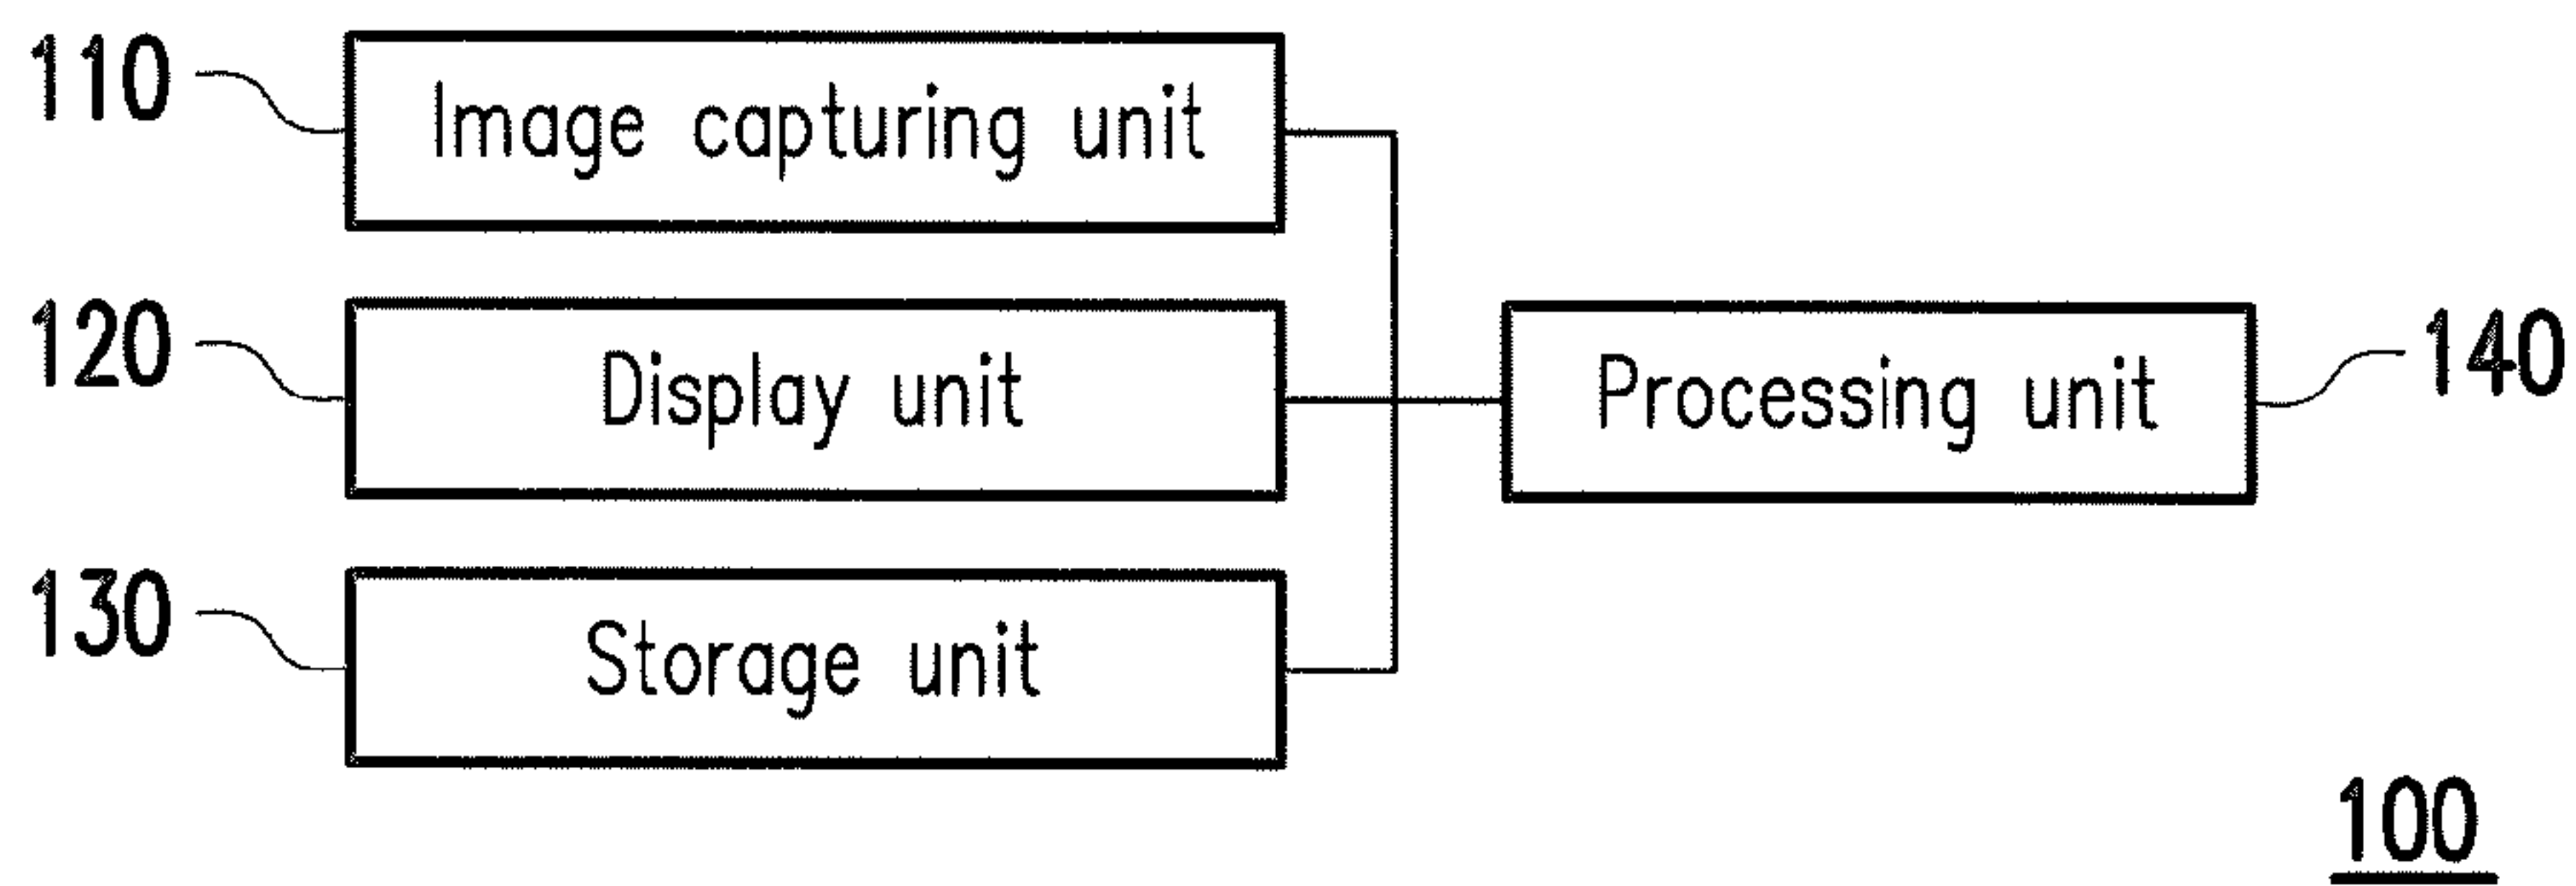 110 Image capturing unit
120 Display unit Processing unit 140
130 Storage unit
100